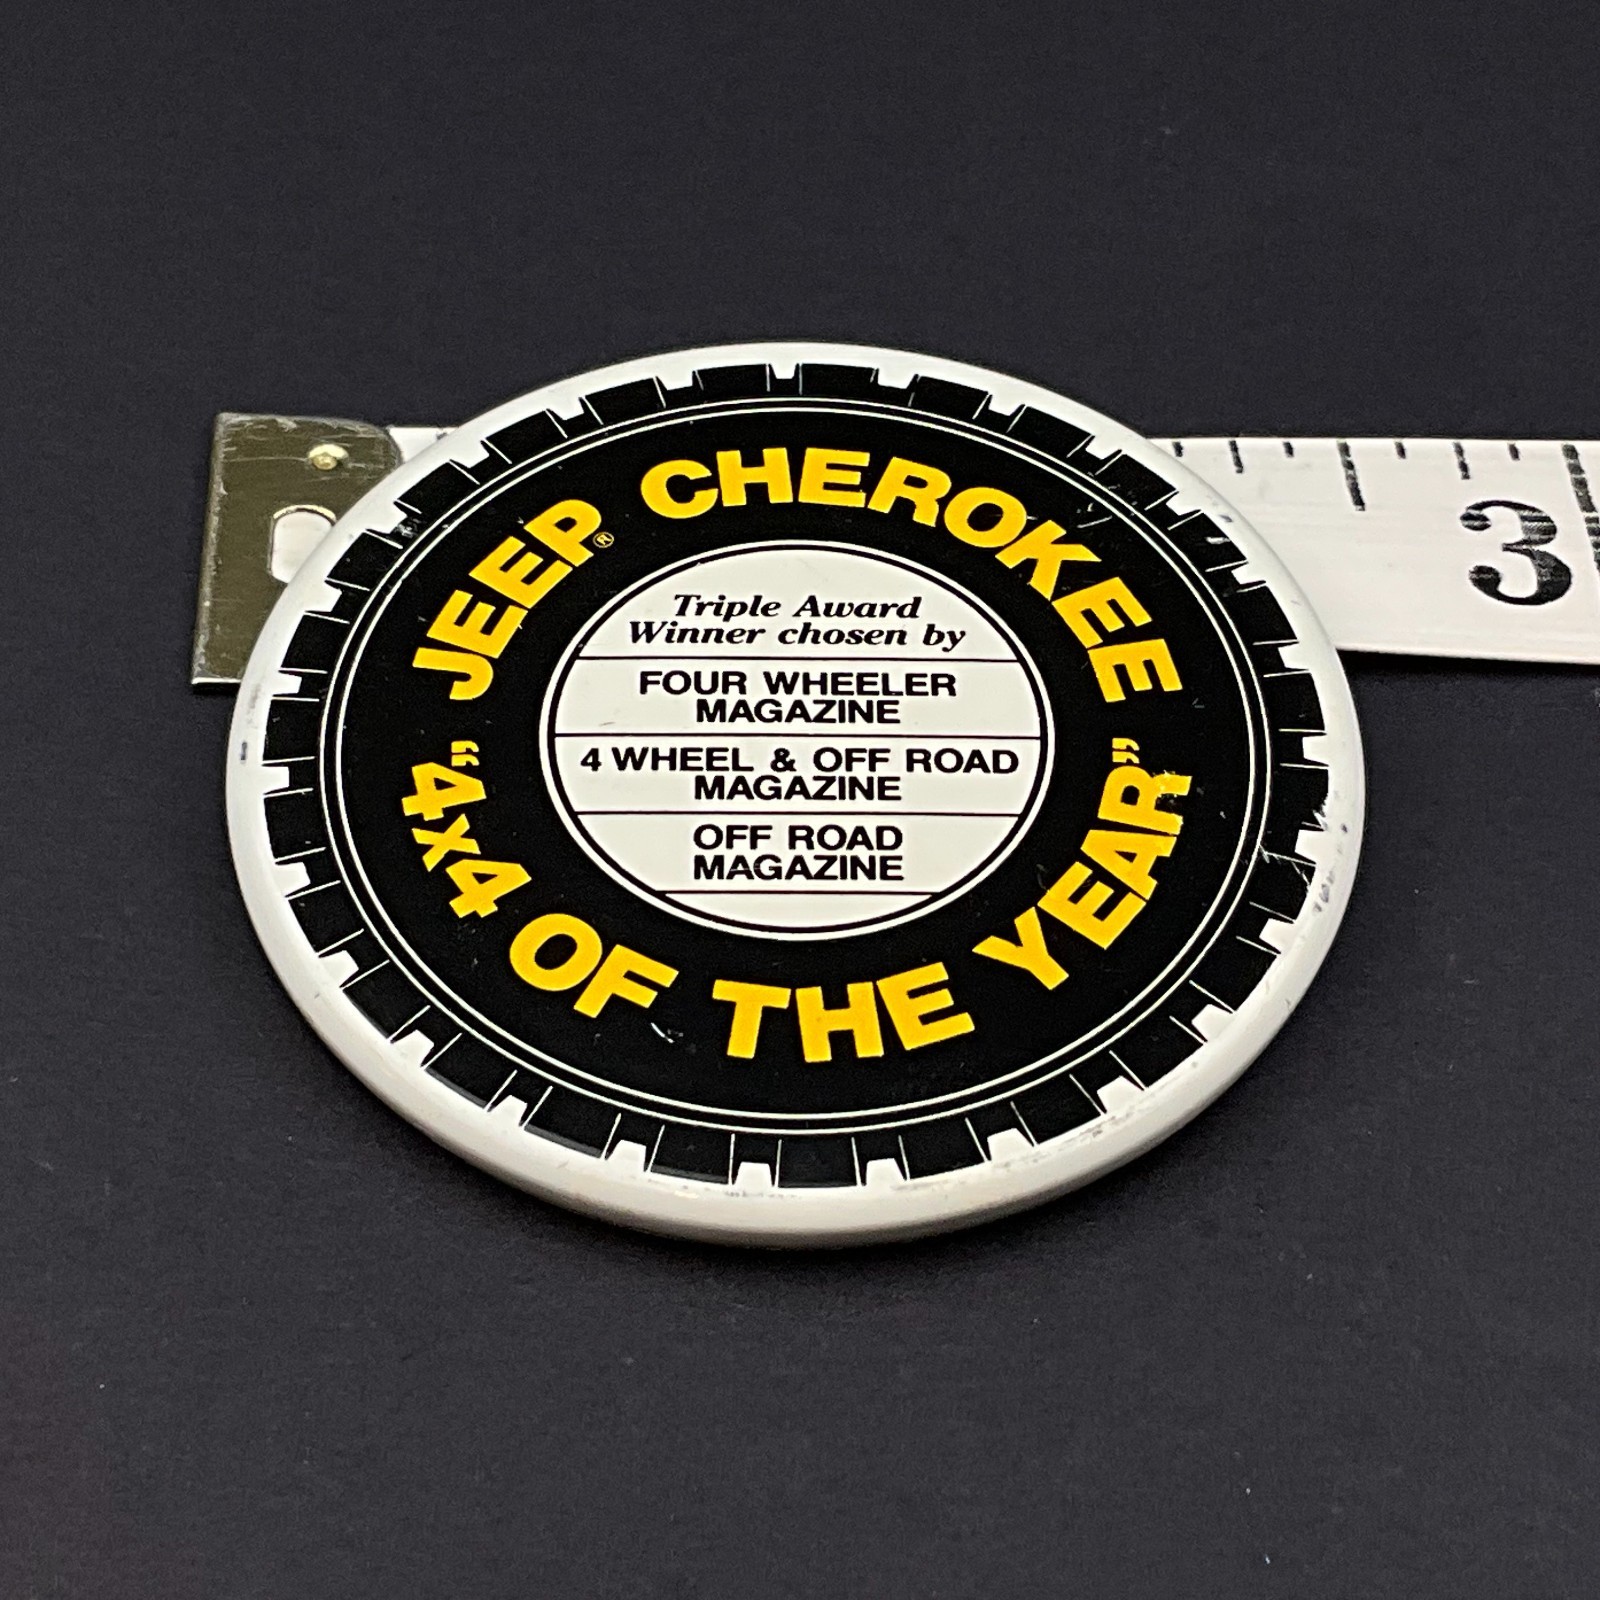 JEEP® CHEROKEE
"4x4 OF THE YEAR"
Triple Award
Winner chosen by
FOUR WHEELER
MAGAZINE
4 WHEEL & OFF ROAD
MAGAZINE
OFF ROAD
MAGAZINE
3